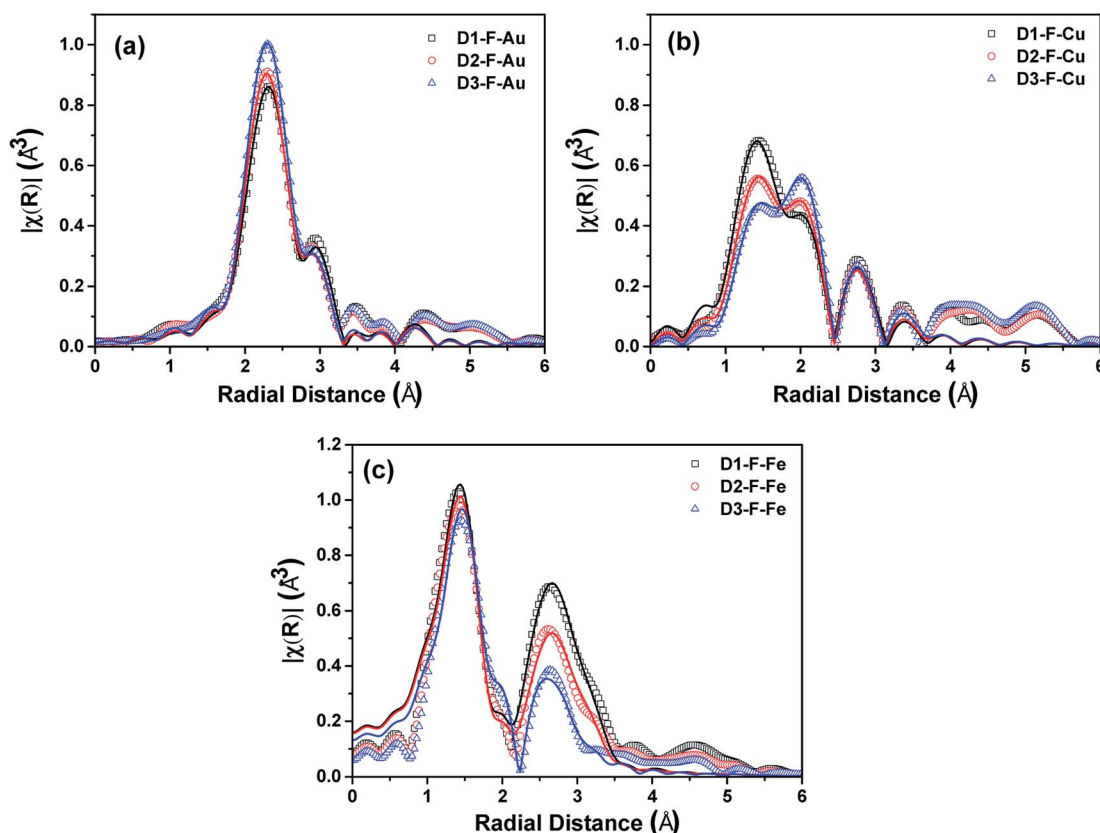 (a)
D1-F-Au
D2-F-Au
D3-F-Au
|χ(R)| (Å³)
1.0
0.8
0.6
0.4
0.2
0.0
0 1 2 3 4 5 6
Radial Distance (Å)
(b)
D1-F-Cu
D2-F-Cu
D3-F-Cu
|χ(R)| (Å³)
1.0
0.8
0.6
0.4
0.2
0.0
0 1 2 3 4 5 6
Radial Distance (Å)
(c)
D1-F-Fe
D2-F-Fe
D3-F-Fe
|χ(R)| (Å³)
1.2
1.0
0.8
0.6
0.4
0.2
0.0
0 1 2 3 4 5 6
Radial Distance (Å)